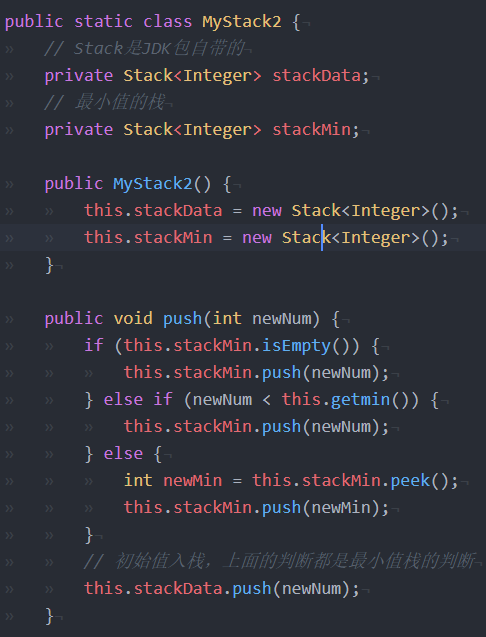 public static class MyStack2 {
// Stack是JDK包自带的
private Stack<Integer> stackData;
// 最小值的栈
private Stack<Integer> stackMin;
public MyStack2() {
this.stackData = new Stack<Integer>();
this.stackMin = new Stack<Integer>();
}
public void push(int newNum) {
if (this.stackMin.isEmpty()) {
this.stackMin.push(newNum);
} else if (newNum < this.getmin()) {
this.stackMin.push(newNum);
} else {
int newMin = this.stackMin.peek();
this.stackMin.push(newMin);
}
// 初始值入栈，上面的判断都是最小值栈的判断
this.stackData.push(newNum);
}